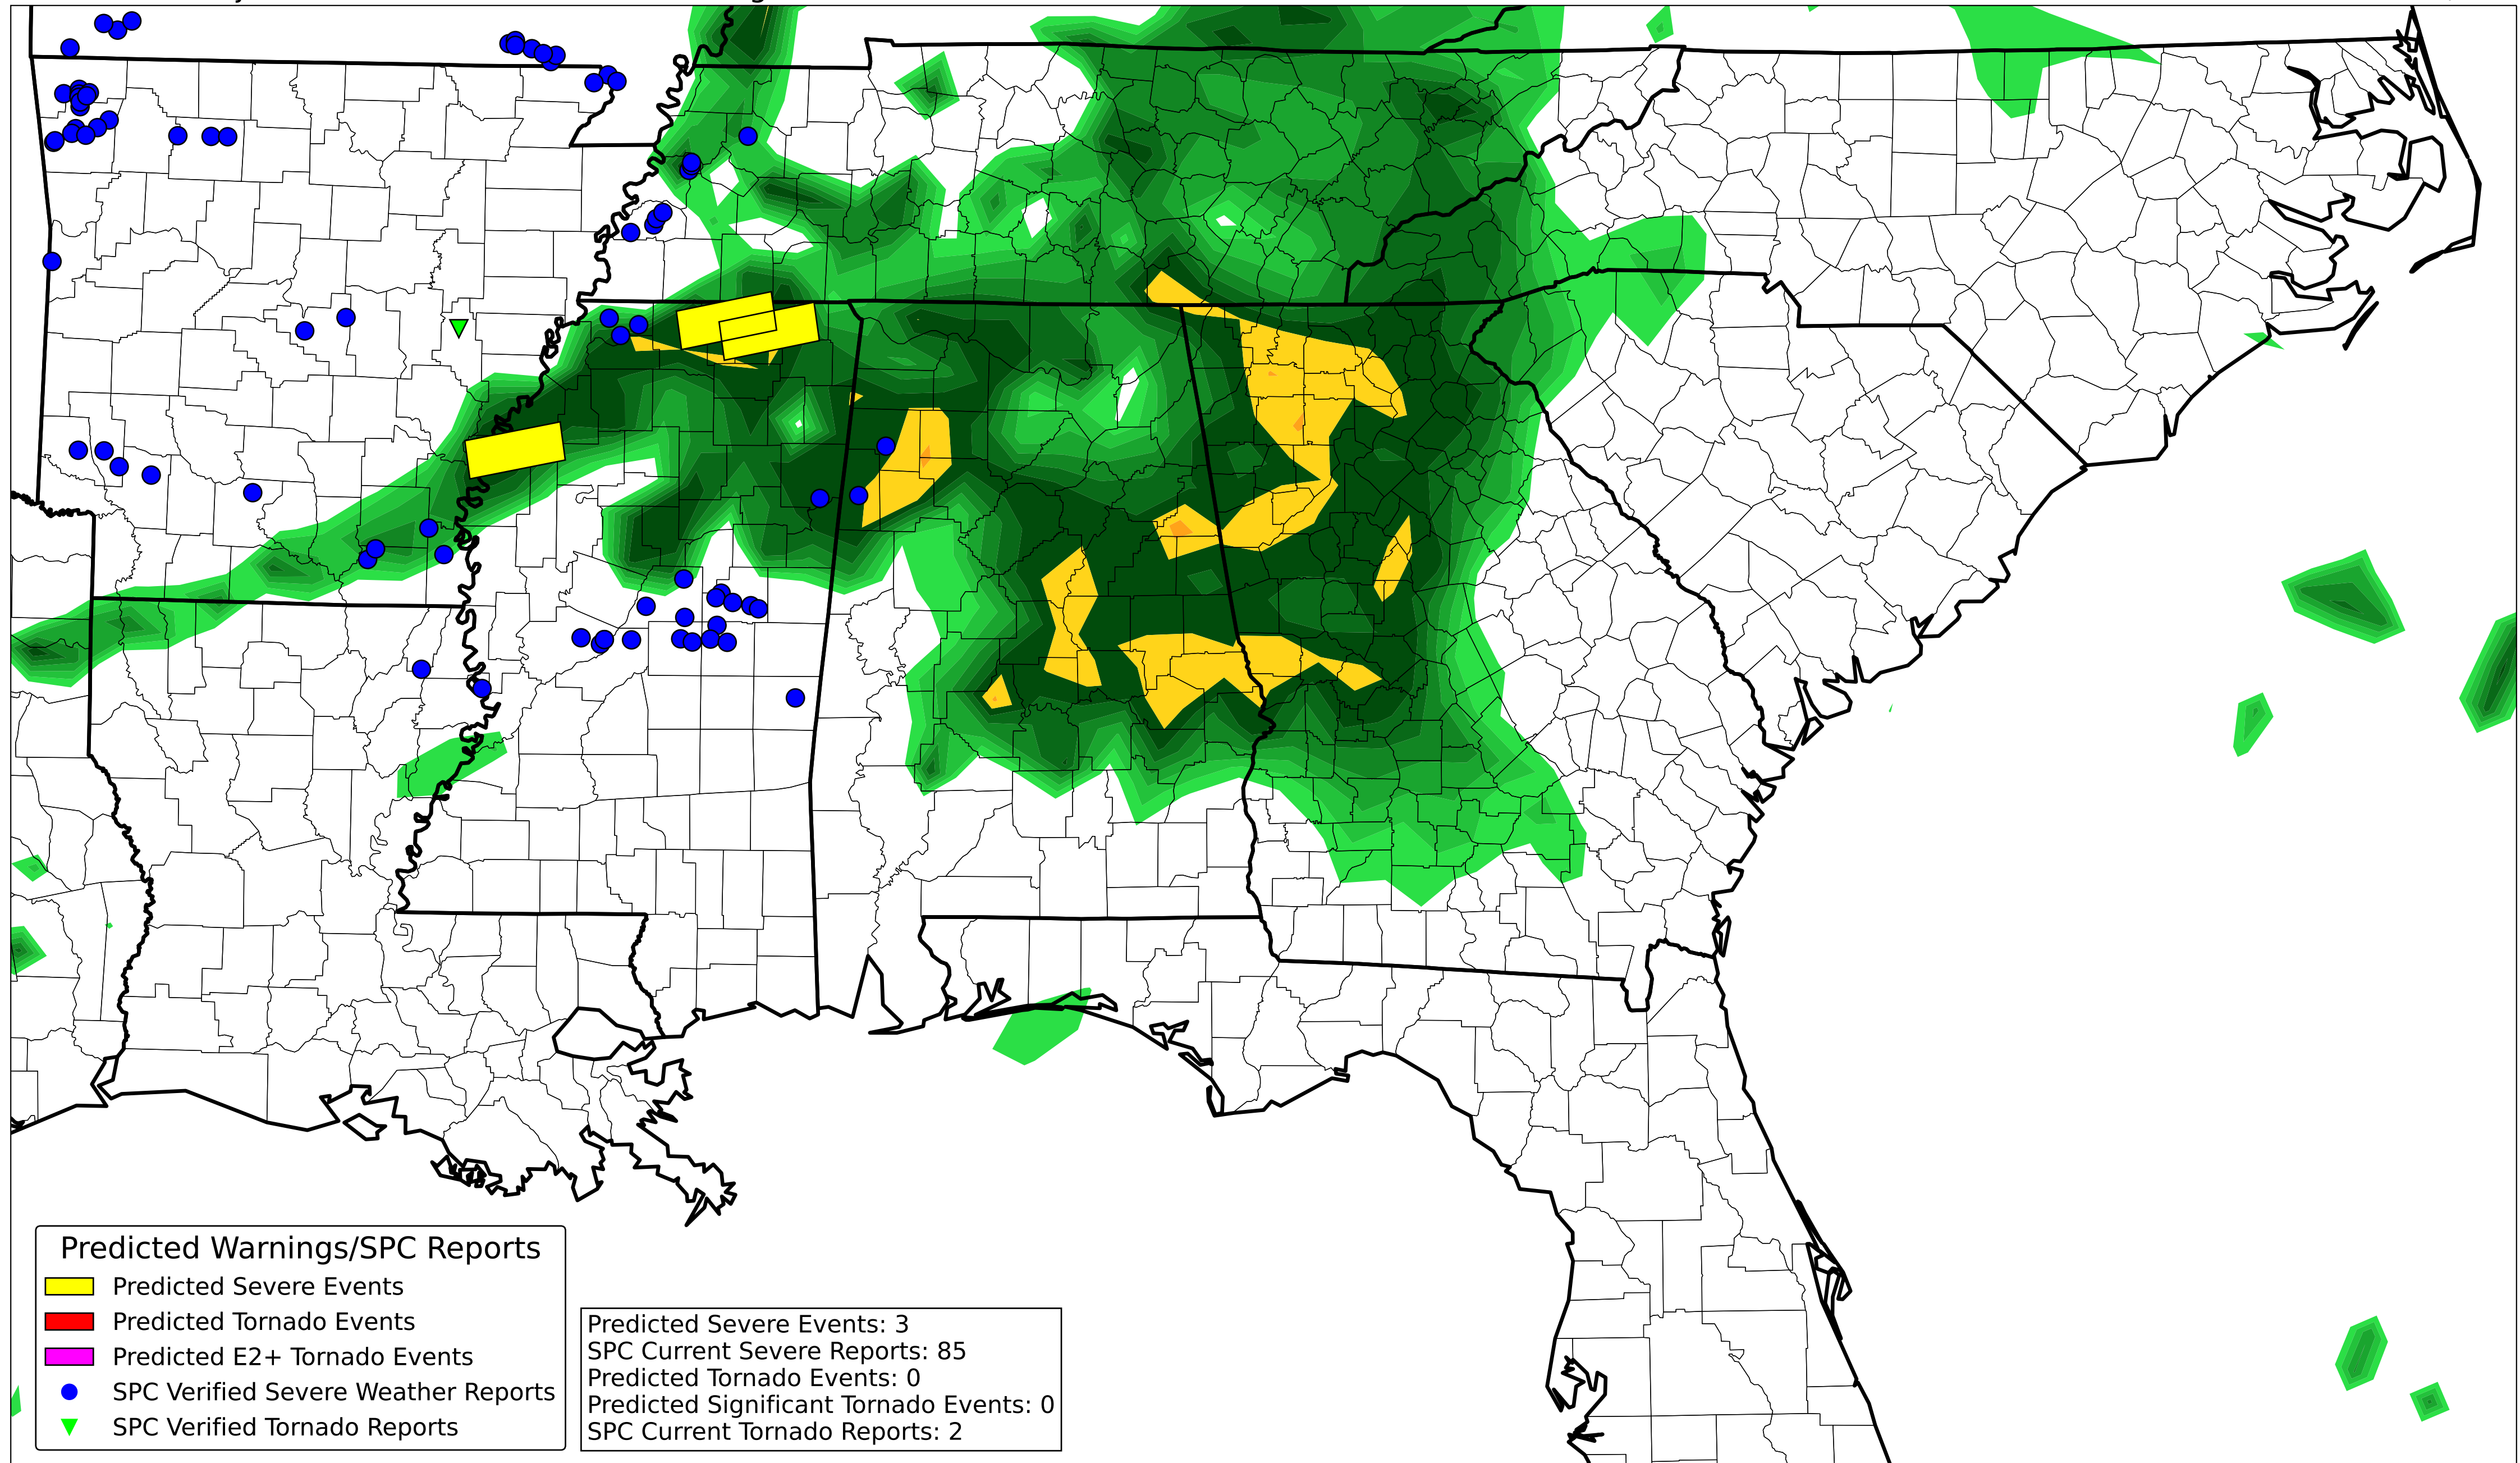 Predicted Warnings/SPC Reports
Predicted Severe Events
Predicted Tornado Events
Predicted E2+ Tornado Events
SPC Verified Severe Weather Reports
SPC Verified Tornado Reports
Predicted Severe Events: 3
SPC Current Severe Reports: 85
Predicted Tornado Events: 0
Predicted Significant Tornado Events: 0
SPC Current Tornado Reports: 2